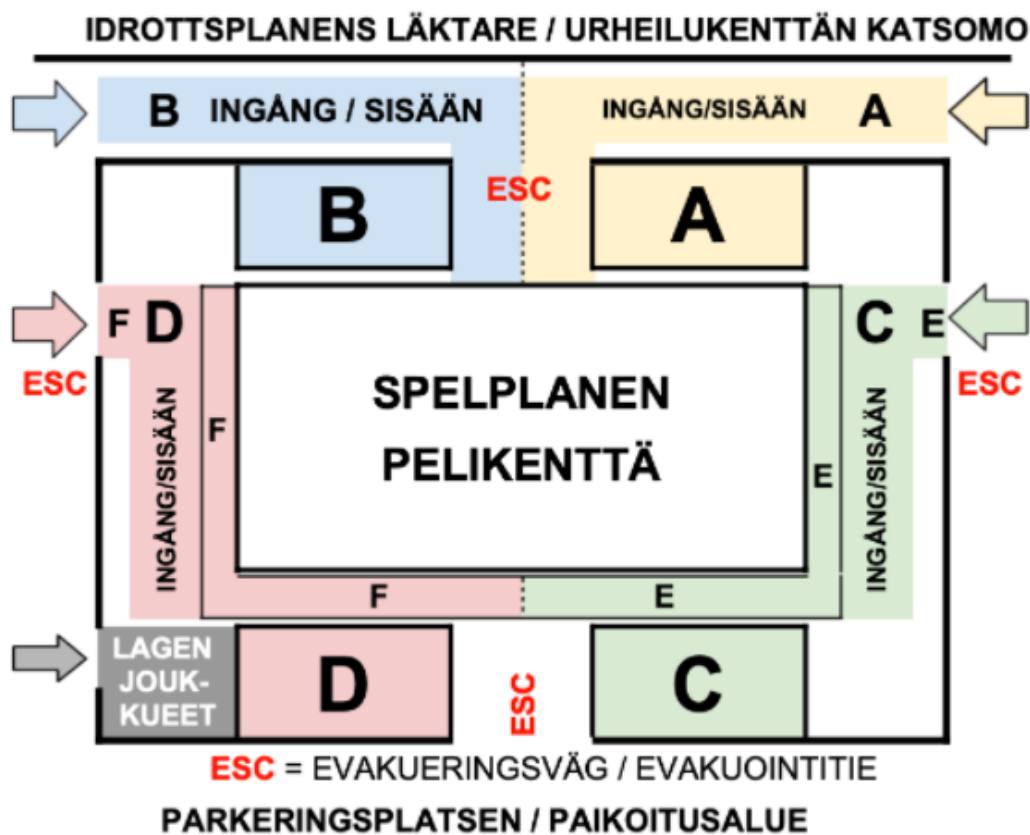 IDROTTSPLANENS LÄKTARE / URHEILUKENTTÄN KATSOMO
B INGÅNG / SISÄÄN
INGÅNG/SISÄÄN A
ESC
B
A
F D
F
C E
ESC
ESC
INGÅNG/SISÄÄN
F
SPELPLANEN
PELIKENTTÄ
E
INGÅNG/SISÄÄN
F
E
LAGEN
JOUK-
KUEET
D
ESC
C
ESC = EVAKUERINGSVÄG / EVAKUOINTITIE
PARKERINGSPLATSEN / PAIKOITUSALUE